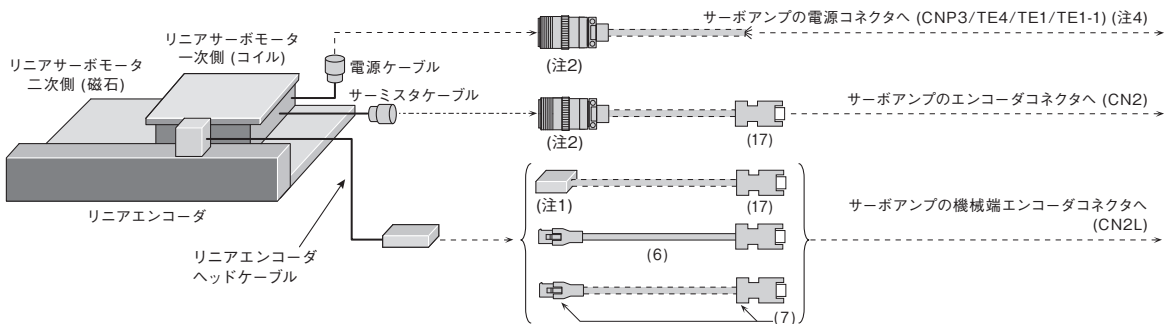 サーボアンプの電源コネクタへ (CNP3/TE4/TE1/TE1-1) (注4)
リニアサーボモータ
一次側 (コイル)
リニアサーボモータ
二次側 (磁石)
電源ケーブル
(注2)
サーミスタケーブル
サーボアンプのエンコーダコネクタへ (CN2)
(注2)
(17)
リニアエンコーダ
(注1)
(17)
サーボアンプの機械端エンコーダコネクタへ
(CN2L)
リニアエンコーダ
ヘッドケーブル
(6)
(7)